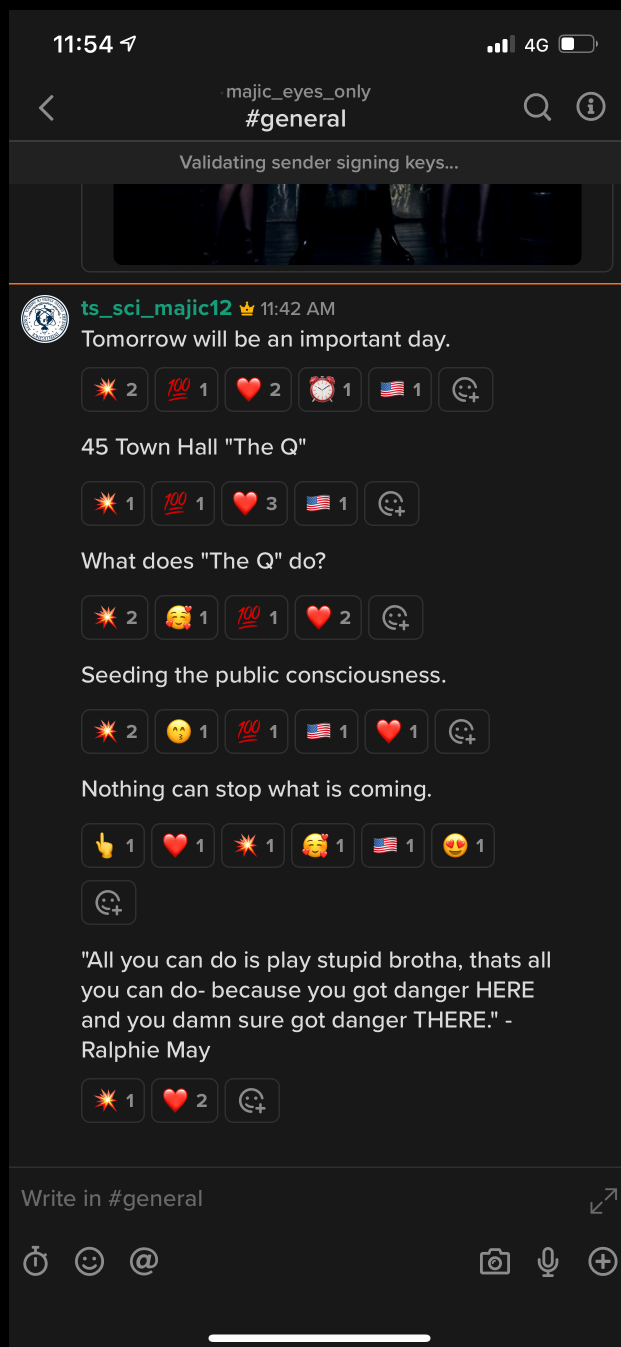 11:54
4G
majic_eyes_only
#general
Validating sender signing keys...
ts_sci_majic12 11:42 AM
Tomorrow will be an important day.
💥 2 💯 1 ❤️ 2 ⏰ 1 🇺🇸 1
45 Town Hall "The Q"
💥 1 💯 1 ❤️ 3 🇺🇸 1
What does "The Q" do?
💥 2 🥰 1 💯 1 ❤️ 2
Seeding the public consciousness.
💥 2 😙 1 💯 1 🇺🇸 1 ❤️ 1
Nothing can stop what is coming.
👆 1 ❤️ 1 💥 1 🥰 1 🇺🇸 1 😍 1
"All you can do is play stupid brotha, thats all
you can do- because you got danger HERE
and you damn sure got danger THERE." -
Ralphie May
💥 1 ❤️ 2
Write in #general